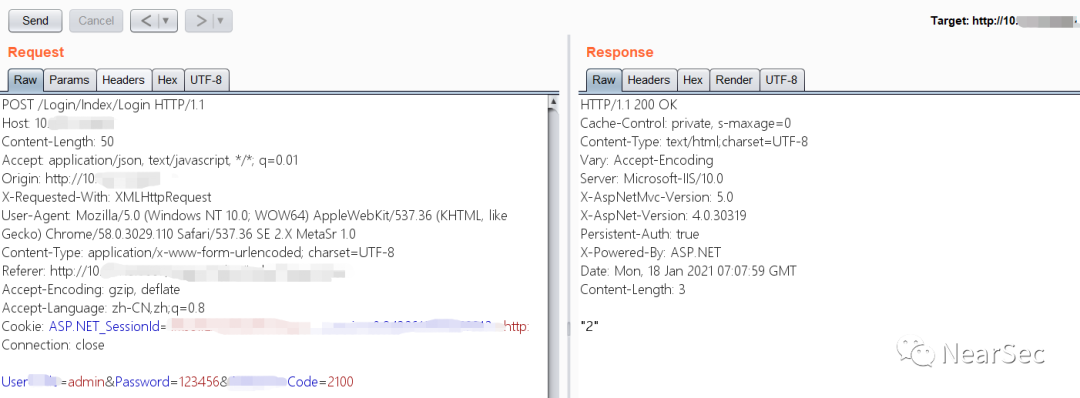 Send Cancel < >
Target: http://10.
Request
Raw Params Headers Hex UTF-8
POST /Login/Index/Login HTTP/1.1
Host: 10.
Content-Length: 50
Accept: application/json, text/javascript, */*; q=0.01
Origin: http://10.
X-Requested-With: XMLHttpRequest
User-Agent: Mozilla/5.0 (Windows NT 10.0; WOW64) AppleWebKit/537.36 (KHTML, like
Gecko) Chrome/58.0.3029.110 Safari/537.36 SE 2.X MetaSr 1.0
Content-Type: application/x-www-form-urlencoded; charset=UTF-8
Referer: http://10.
Accept-Encoding: gzip, deflate
Accept-Language: zh-CN,zh;q=0.8
Cookie: ASP.NET_SessionId= http:
Connection: close
User =admin&Password=123456& Code=2100
Response
Raw Headers Hex Render UTF-8
HTTP/1.1 200 OK
Cache-Control: private, s-maxage=0
Content-Type: text/html;charset=UTF-8
Vary: Accept-Encoding
Server: Microsoft-IIS/10.0
X-AspNetMvc-Version: 5.0
X-AspNet-Version: 4.0.30319
Persistent-Auth: true
X-Powered-By: ASP.NET
Date: Mon, 18 Jan 2021 07:07:59 GMT
Content-Length: 3
"2"
NearSec